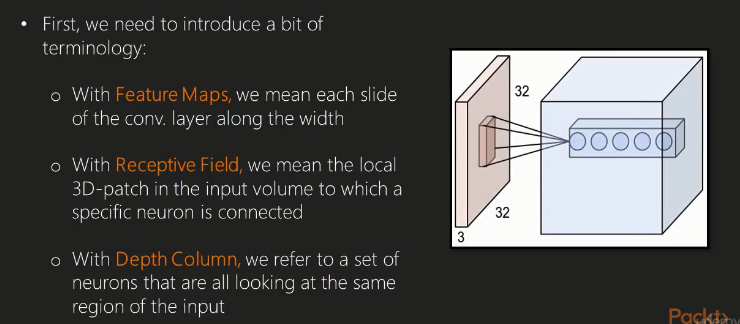 • First, we need to introduce a bit of
terminology:
o With Feature Maps, we mean each slide
of the conv. layer along the width
o With Receptive Field, we mean the local
3D-patch in the input volume to which a
specific neuron is connected
o With Depth Column, we refer to a set of
neurons that are all looking at the same
region of the input
32
32
3
Packt>